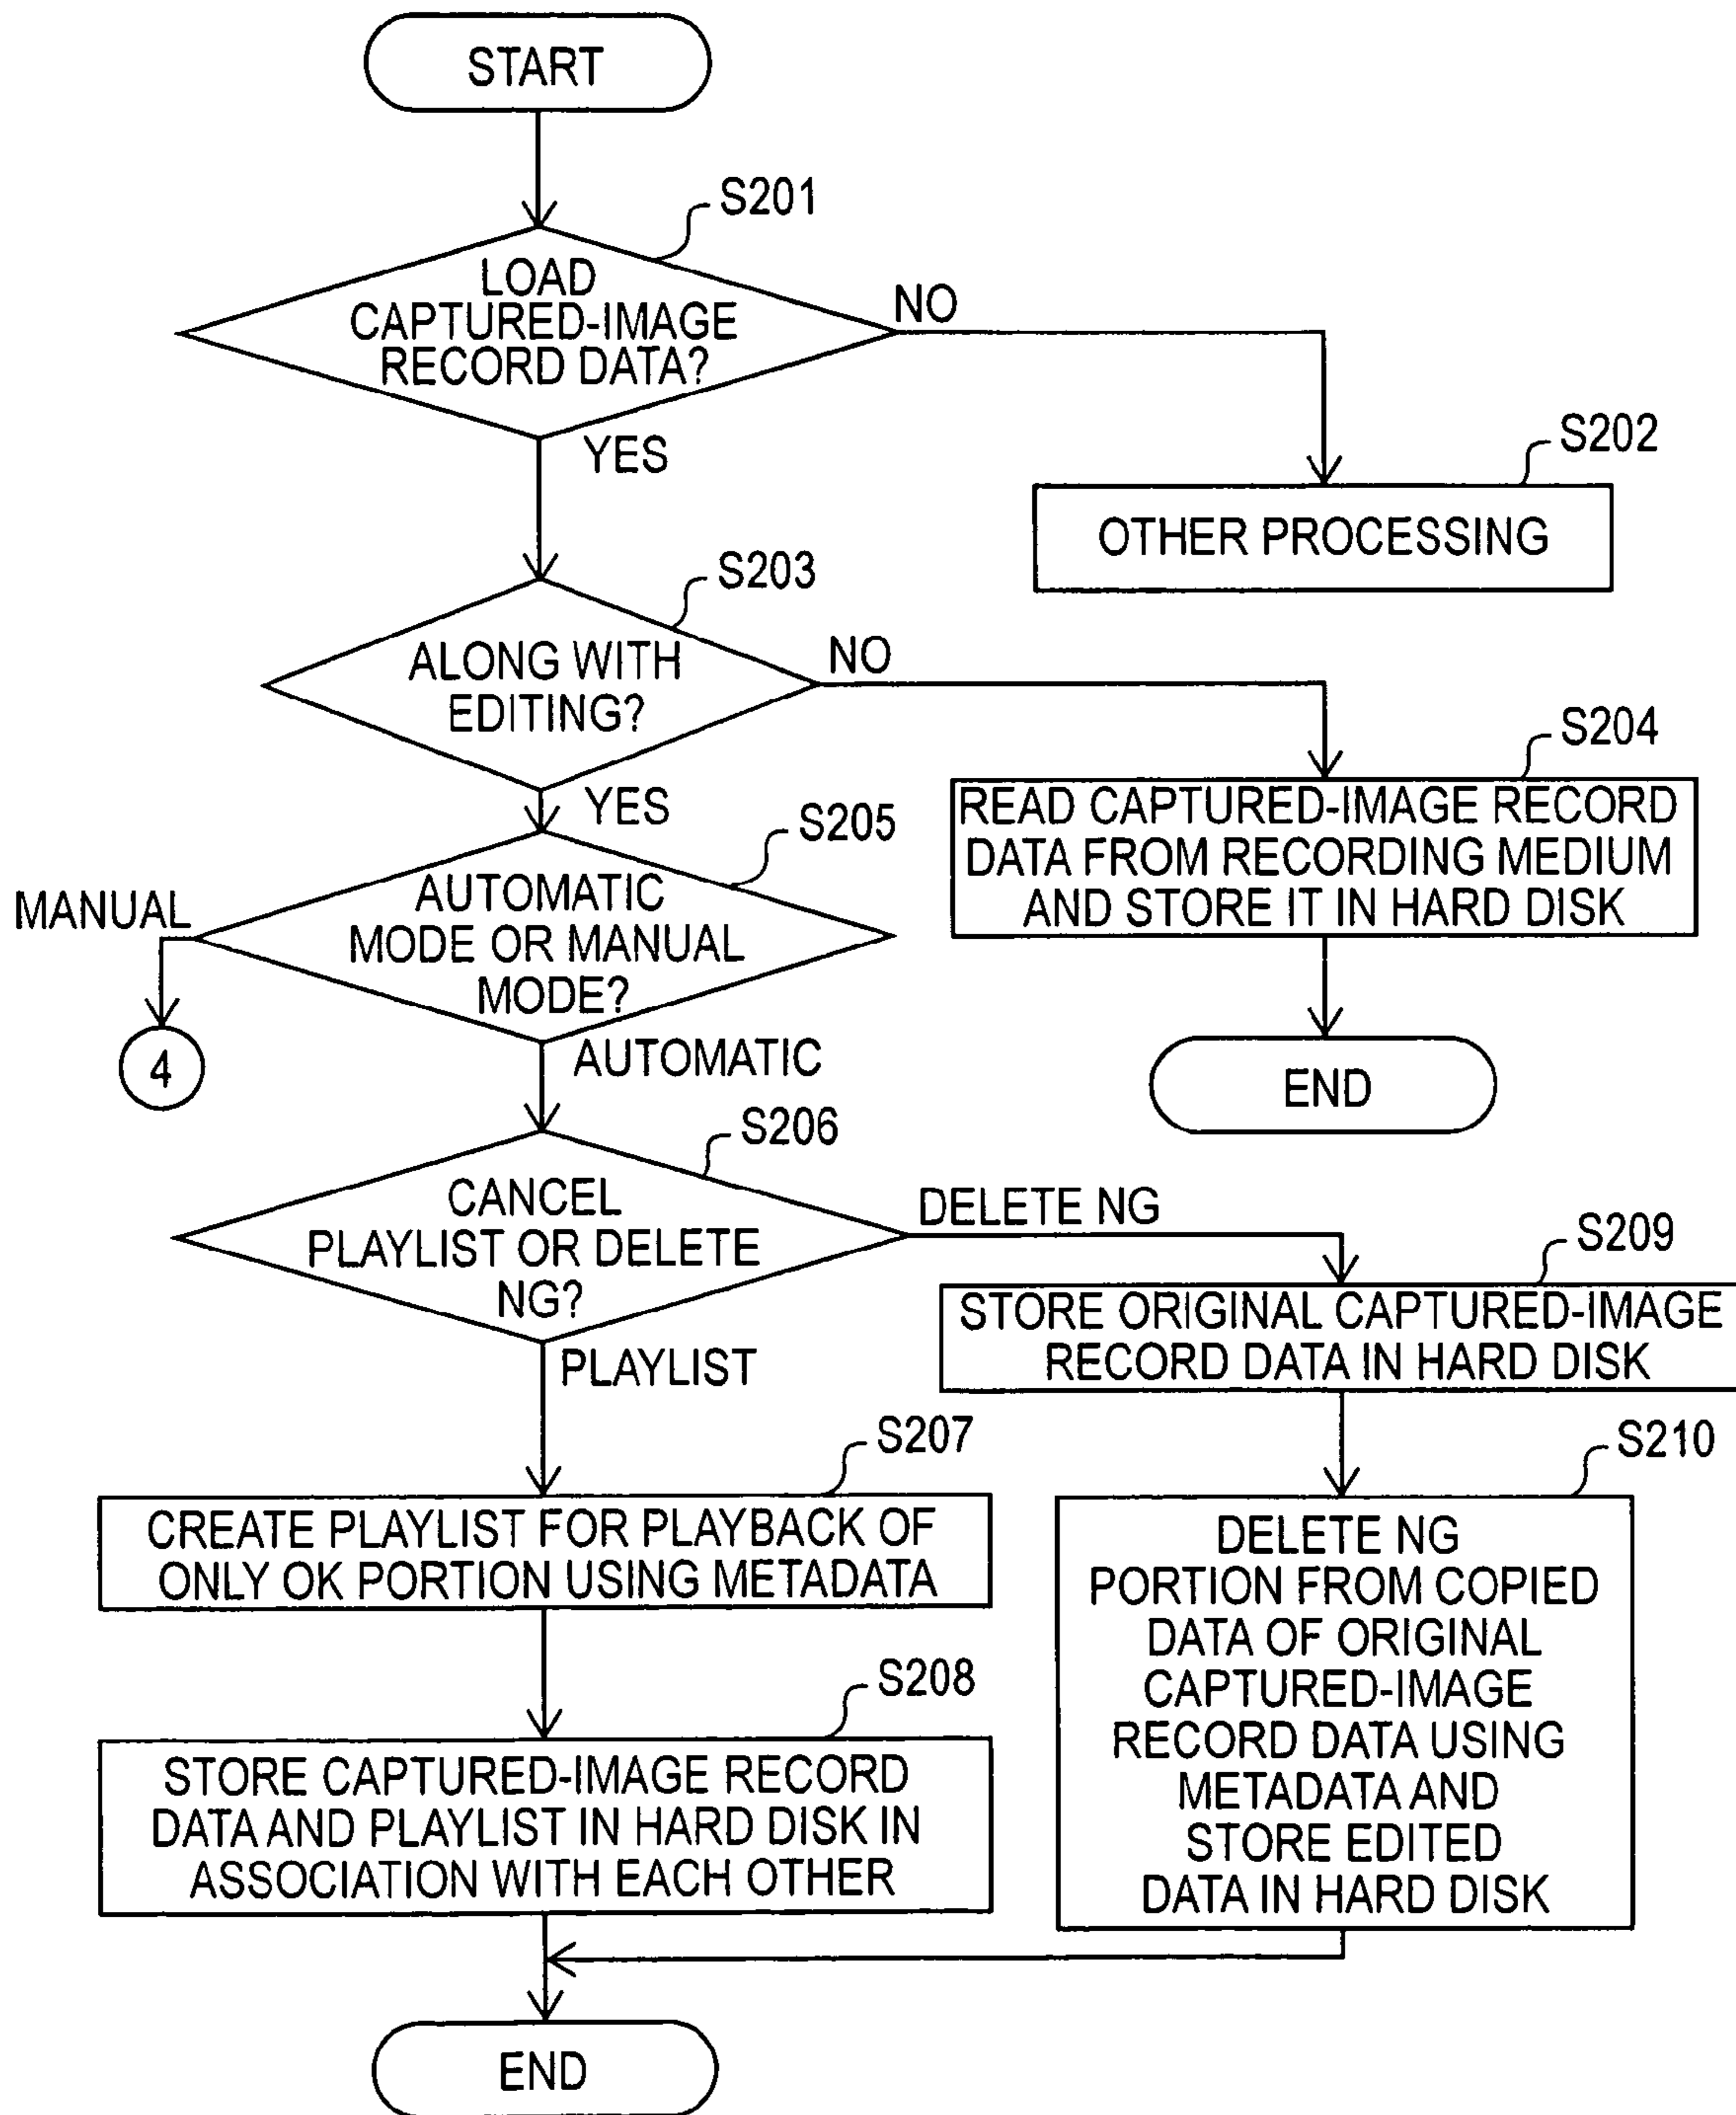 START
S201
LOAD
CAPTURED-IMAGE
RECORD DATA?
NO
YES
S202
OTHER PROCESSING
S203
ALONG WITH
EDITING?
NO
YES
S204
READ CAPTURED-IMAGE RECORD
DATA FROM RECORDING MEDIUM
AND STORE IT IN HARD DISK
END
S205
AUTOMATIC
MODE OR MANUAL
MODE?
MANUAL
4
AUTOMATIC
S206
CANCEL
PLAYLIST OR DELETE
NG?
DELETE NG
PLAYLIST
S209
STORE ORIGINAL CAPTURED-IMAGE
RECORD DATA IN HARD DISK
S207
CREATE PLAYLIST FOR PLAYBACK OF
ONLY OK PORTION USING METADATA
S210
DELETE NG
PORTION FROM COPIED
DATA OF ORIGINAL
CAPTURED-IMAGE
RECORD DATA USING
METADATA AND
STORE EDITED
DATA IN HARD DISK
S208
STORE CAPTURED-IMAGE RECORD
DATA AND PLAYLIST IN HARD DISK IN
ASSOCIATION WITH EACH OTHER
END